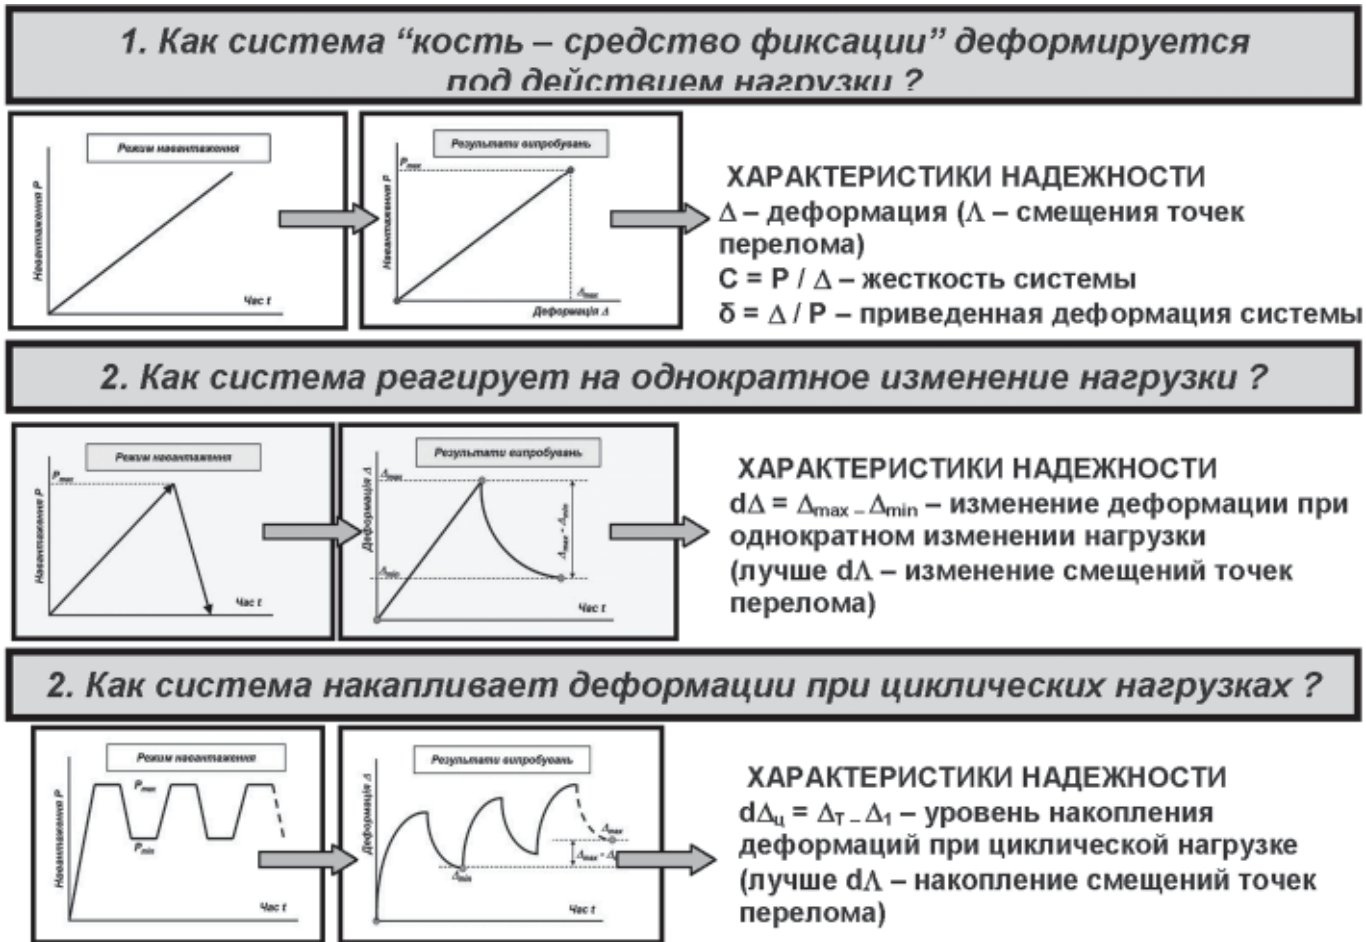 1. Как система “кость – средство фиксации” деформируется
под действием нагрузки ?
Режим навантаження
Навантаження P
Час t
Результати випробувань
Pmax
Навантаження P
Δmax
Деформація Δ
ХАРАКТЕРИСТИКИ НАДЕЖНОСТИ
Δ – деформация (Λ – смещения точек
перелома)
C = P / Δ – жесткость системы
δ = Δ / P – приведенная деформация системы
2. Как система реагирует на однократное изменение нагрузки ?
Режим навантаження
Pmax
Навантаження P
Час t
Результати випробувань
Деформація Δ
Δmax
Δmin
Δmax - Δmin
Час t
ХАРАКТЕРИСТИКИ НАДЕЖНОСТИ
dΔ = Δmax – Δmin – изменение деформации при
однократном изменении нагрузки
(лучше dΛ – изменение смещений точек
перелома)
2. Как система накапливает деформации при циклических нагрузках ?
Режим навантаження
Навантаження P
Pmax
Pmin
Час t
Результати випробувань
Деформація Δ
Δmax
Δmax - Δ
Δmin
Час t
ХАРАКТЕРИСТИКИ НАДЕЖНОСТИ
dΔц = ΔT – Δ1 – уровень накопления
деформаций при циклической нагрузке
(лучше dΛ – накопление смещений точек
перелома)